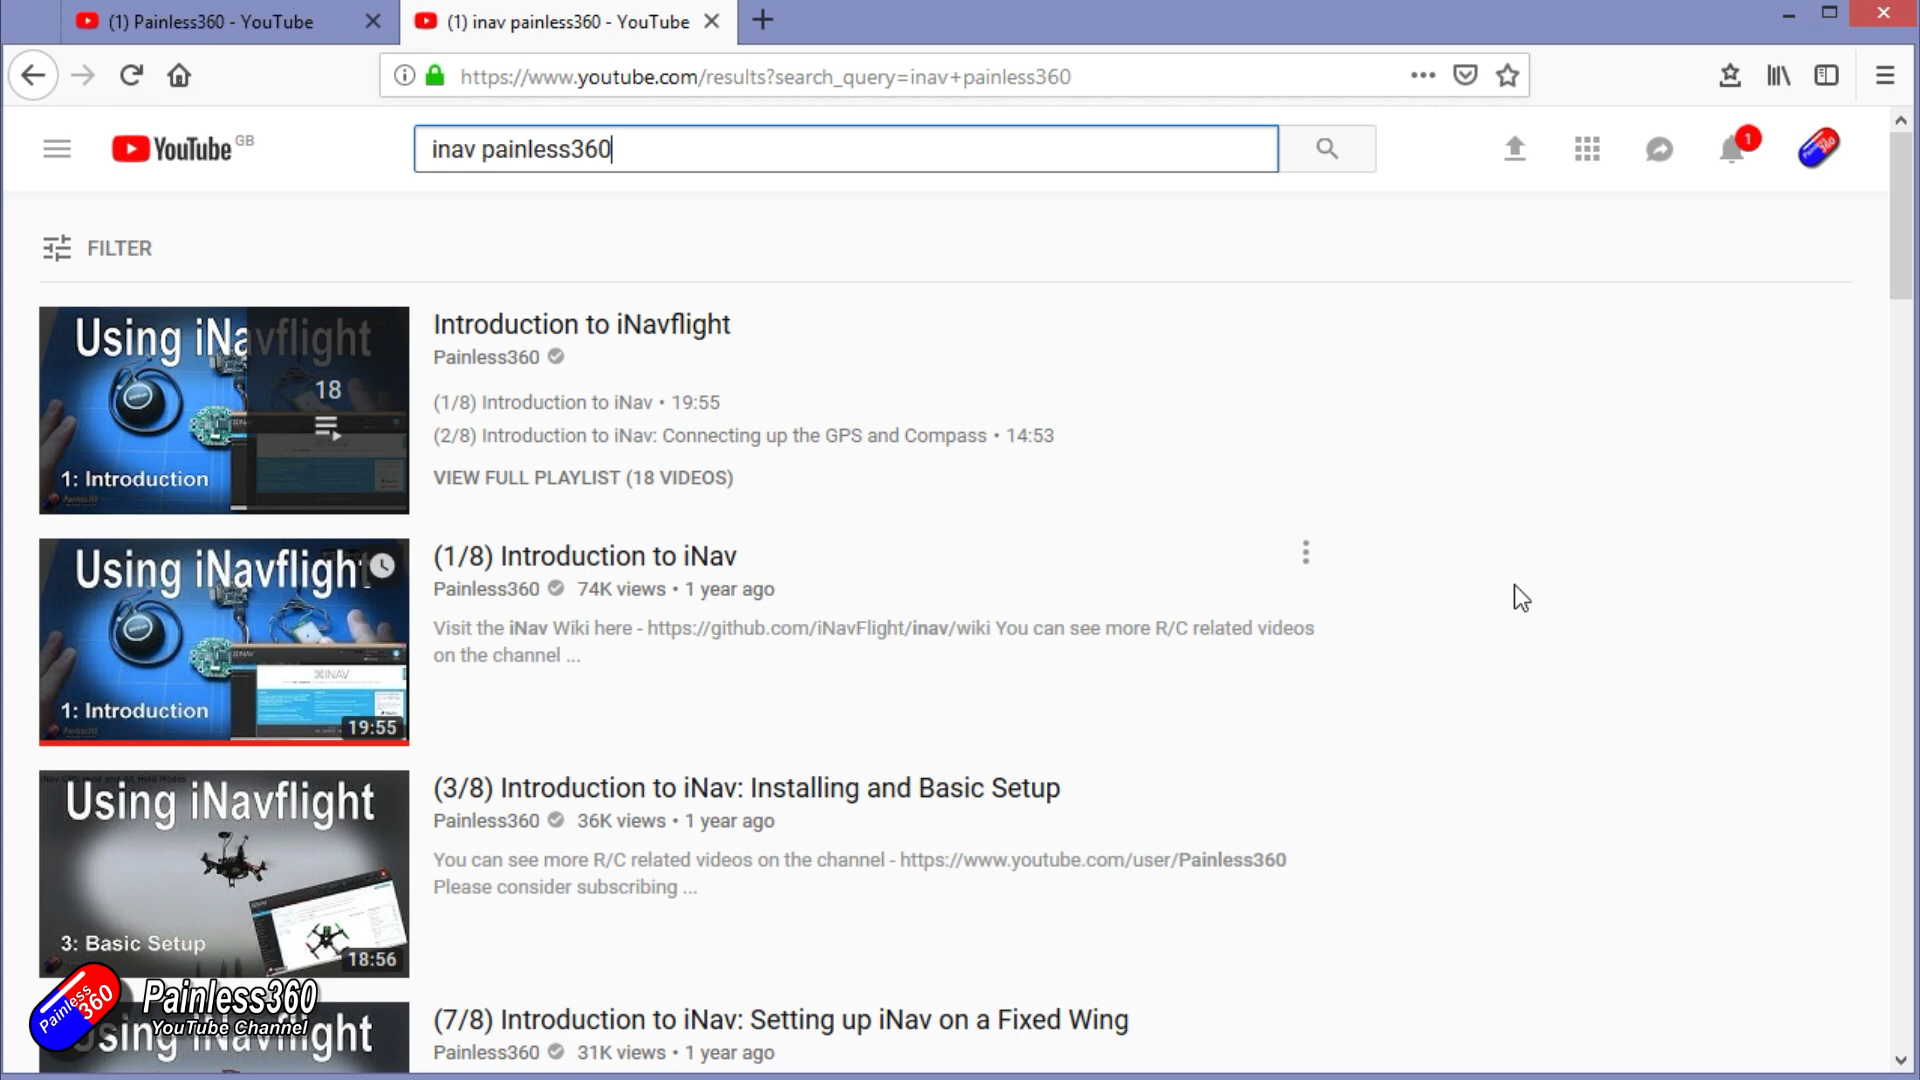 (1) Painless360 - YouTube
(1) inav painless360 - YouTube
https://www.youtube.com/results?search_query=inav+painless360
YouTube GB
inav painless360
1
FILTER
Using iNavflight
18
1: Introduction
Introduction to iNavflight
Painless360
(1/8) Introduction to iNav • 19:55
(2/8) Introduction to iNav: Connecting up the GPS and Compass • 14:53
VIEW FULL PLAYLIST (18 VIDEOS)
Using iNavflight
INAV
1: Introduction
19:55
(1/8) Introduction to iNav
Painless360 74K views • 1 year ago
Visit the iNav Wiki here - https://github.com/iNavFlight/inav/wiki You can see more R/C related videos
on the channel ...
Using iNavflight
3: Basic Setup
18:56
(3/8) Introduction to iNav: Installing and Basic Setup
Painless360 36K views • 1 year ago
You can see more R/C related videos on the channel - https://www.youtube.com/user/Painless360
Please consider subscribing ...
Painless 360
Painless360
YouTube Channel
Using iNavflight
(7/8) Introduction to iNav: Setting up iNav on a Fixed Wing
Painless360 31K views • 1 year ago